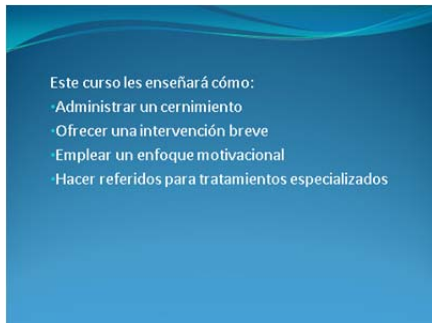 Este curso les enseñará cómo:
•Administrar un cernimiento
•Ofrecer una intervención breve
•Emplear un enfoque motivacional
•Hacer referidos para tratamientos especializados